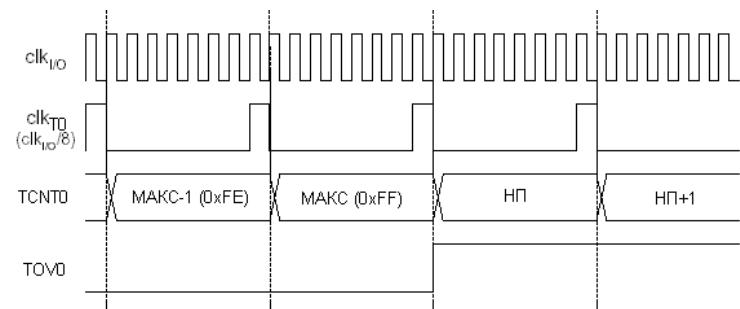 clkI/O
clkT0
(clkI/O/8)
TCNT0 МАКС-1 (0xFE) МАКС (0xFF) НП НП+1
TOV0